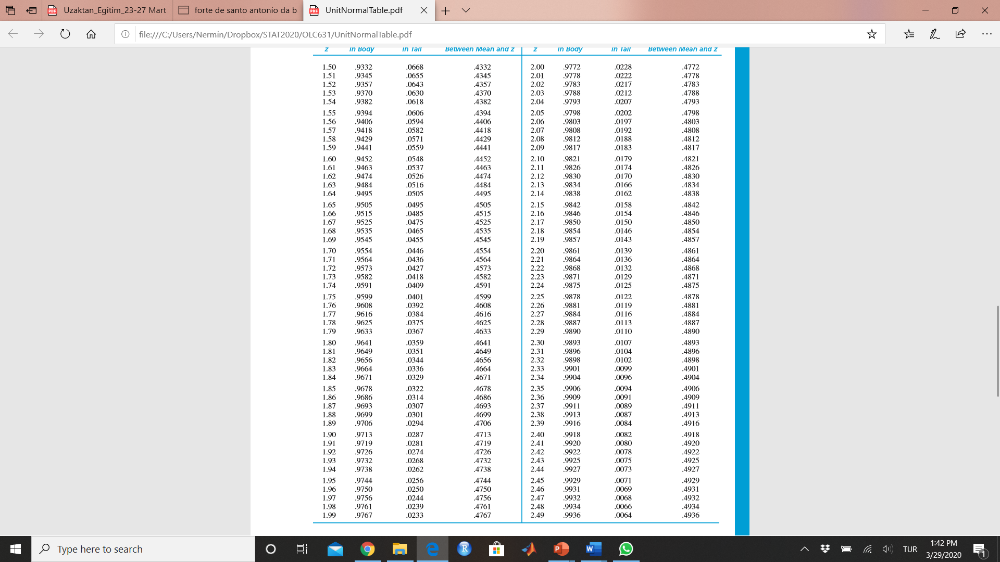 Uzaktan_Egitim_23-27 Mart
forte de santo antonio da b
UnitNormalTable.pdf
file:///C:/Users/Nermin/Dropbox/STAT2020/OLC631/UnitNormalTable.pdf
z in Body in Tail Between Mean and z z in Body in Tail Between Mean and z
1.50 .9332 .0668 .4332 2.00 .9772 .0228 .4772
1.51 .9345 .0655 .4345 2.01 .9778 .0222 .4778
1.52 .9357 .0643 .4357 2.02 .9783 .0217 .4783
1.53 .9370 .0630 .4370 2.03 .9788 .0212 .4788
1.54 .9382 .0618 .4382 2.04 .9793 .0207 .4793
1.55 .9394 .0606 .4394 2.05 .9798 .0202 .4798
1.56 .9406 .0594 .4406 2.06 .9803 .0197 .4803
1.57 .9418 .0582 .4418 2.07 .9808 .0192 .4808
1.58 .9429 .0571 .4429 2.08 .9812 .0188 .4812
1.59 .9441 .0559 .4441 2.09 .9817 .0183 .4817
1.60 .9452 .0548 .4452 2.10 .9821 .0179 .4821
1.61 .9463 .0537 .4463 2.11 .9826 .0174 .4826
1.62 .9474 .0526 .4474 2.12 .9830 .0170 .4830
1.63 .9484 .0516 .4484 2.13 .9834 .0166 .4834
1.64 .9495 .0505 .4495 2.14 .9838 .0162 .4838
1.65 .9505 .0495 .4505 2.15 .9842 .0158 .4842
1.66 .9515 .0485 .4515 2.16 .9846 .0154 .4846
1.67 .9525 .0475 .4525 2.17 .9850 .0150 .4850
1.68 .9535 .0465 .4535 2.18 .9854 .0146 .4854
1.69 .9545 .0455 .4545 2.19 .9857 .0143 .4857
1.70 .9554 .0446 .4554 2.20 .9861 .0139 .4861
1.71 .9564 .0436 .4564 2.21 .9864 .0136 .4864
1.72 .9573 .0427 .4573 2.22 .9868 .0132 .4868
1.73 .9582 .0418 .4582 2.23 .9871 .0129 .4871
1.74 .9591 .0409 .4591 2.24 .9875 .0125 .4875
1.75 .9599 .0401 .4599 2.25 .9878 .0122 .4878
1.76 .9608 .0392 .4608 2.26 .9881 .0119 .4881
1.77 .9616 .0384 .4616 2.27 .9884 .0116 .4884
1.78 .9625 .0375 .4625 2.28 .9887 .0113 .4887
1.79 .9633 .0367 .4633 2.29 .9890 .0110 .4890
1.80 .9641 .0359 .4641 2.30 .9893 .0107 .4893
1.81 .9649 .0351 .4649 2.31 .9896 .0104 .4896
1.82 .9656 .0344 .4656 2.32 .9898 .0102 .4898
1.83 .9664 .0336 .4664 2.33 .9901 .0099 .4901
1.84 .9671 .0329 .4671 2.34 .9904 .0096 .4904
1.85 .9678 .0322 .4678 2.35 .9906 .0094 .4906
1.86 .9686 .0314 .4686 2.36 .9909 .0091 .4909
1.87 .9693 .0307 .4693 2.37 .9911 .0089 .4911
1.88 .9699 .0301 .4699 2.38 .9913 .0087 .4913
1.89 .9706 .0294 .4706 2.39 .9916 .0084 .4916
1.90 .9713 .0287 .4713 2.40 .9918 .0082 .4918
1.91 .9719 .0281 .4719 2.41 .9920 .0080 .4920
1.92 .9726 .0274 .4726 2.42 .9922 .0078 .4922
1.93 .9732 .0268 .4732 2.43 .9925 .0075 .4925
1.94 .9738 .0262 .4738 2.44 .9927 .0073 .4927
1.95 .9744 .0256 .4744 2.45 .9929 .0071 .4929
1.96 .9750 .0250 .4750 2.46 .9931 .0069 .4931
1.97 .9756 .0244 .4756 2.47 .9932 .0068 .4932
1.98 .9761 .0239 .4761 2.48 .9934 .0066 .4934
1.99 .9767 .0233 .4767 2.49 .9936 .0064 .4936
Type here to search
TUR
1:42 PM
3/29/2020
1